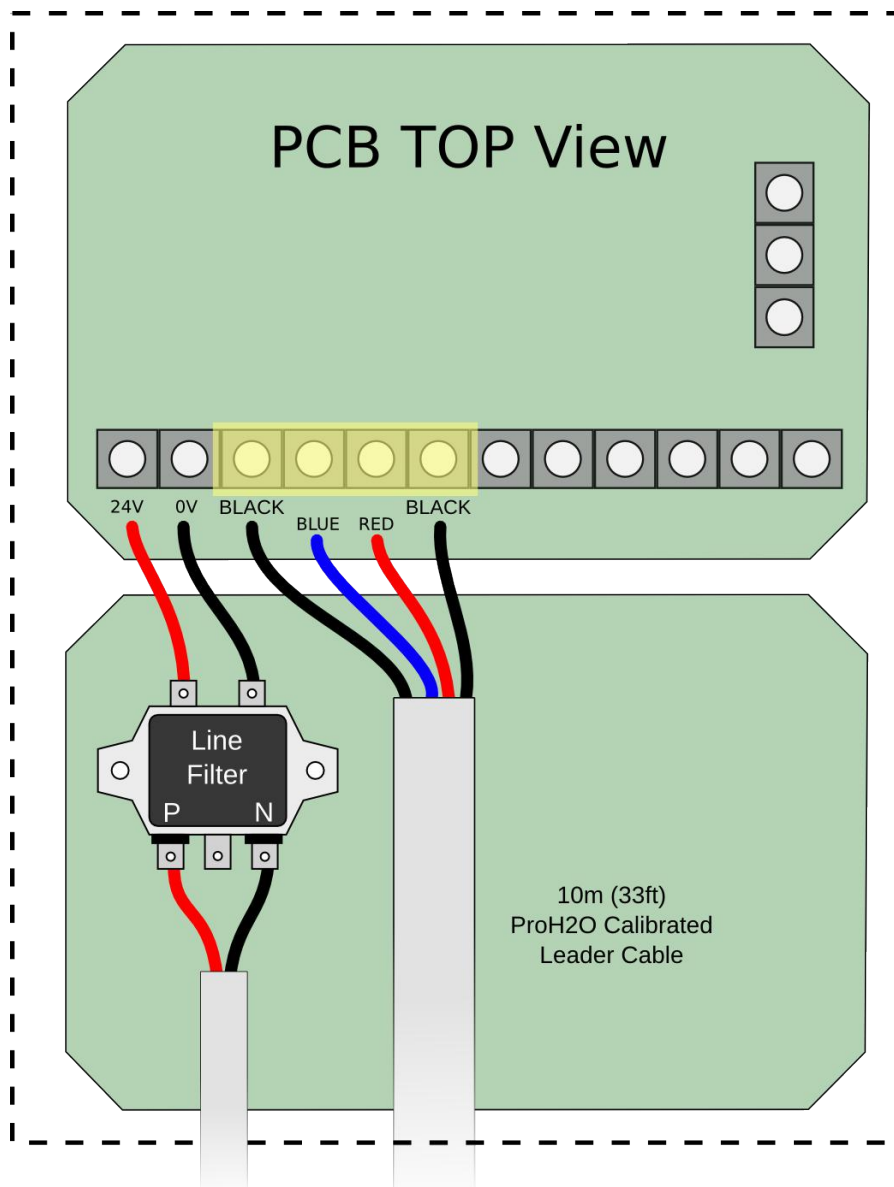 PCB TOP View
24V
0V
BLACK
BLUE
RED
BLACK
Line
Filter
P
N
10m (33ft)
ProH2O Calibrated
Leader Cable